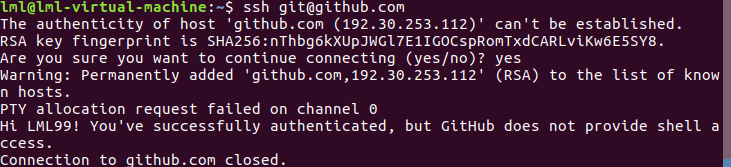 lml@lml-virtual-machine:~$ ssh git@github.com
The authenticity of host 'github.com (192.30.253.112)' can't be established.
RSA key fingerprint is SHA256:nThbg6kXUpJWGl7E1IGOCspRomTxdCARLviKw6E5SY8.
Are you sure you want to continue connecting (yes/no)? yes
Warning: Permanently added 'github.com,192.30.253.112' (RSA) to the list of know
n hosts.
PTY allocation request failed on channel 0
Hi LML99! You've successfully authenticated, but GitHub does not provide shell a
ccess.
Connection to github.com closed.